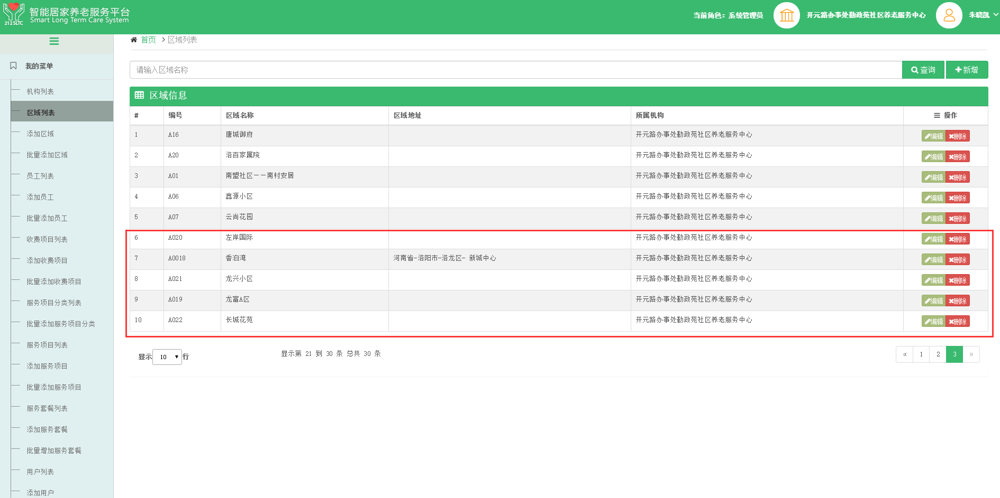 智能居家养老服务平台
Smart Long Term Care System
212SLTC
当前角色: 系统管理员
开元路办事处勤政苑社区养老服务中心
朱晓凯
首页 > 区域列表
我的菜单
机构列表
区域列表
添加区域
批量添加区域
员工列表
添加员工
批量添加员工
收费项目列表
添加收费项目
批量添加收费项目
服务项目分类列表
批量添加服务项目分类
服务项目列表
添加服务项目
批量添加服务项目
服务套餐列表
添加服务套餐
批量增加服务套餐
用户列表
添加用户
请输入区域名称
查询
新增
区域信息
# 编号 区域名称 区域地址 所属机构 操作
1 A16 唐城御府 开元路办事处勤政苑社区养老服务中心 编辑 删除
2 A20 洛百家属院 开元路办事处勤政苑社区养老服务中心 编辑 删除
3 A01 南盟社区——南村安居 开元路办事处勤政苑社区养老服务中心 编辑 删除
4 A06 鑫源小区 开元路办事处勤政苑社区养老服务中心 编辑 删除
5 A07 云尚花园 开元路办事处勤政苑社区养老服务中心 编辑 删除
6 A020 左岸国际 开元路办事处勤政苑社区养老服务中心 编辑 删除
7 A0018 香泊湾 河南省-洛阳市-洛龙区- 新城中心 开元路办事处勤政苑社区养老服务中心 编辑 删除
8 A021 龙兴小区 开元路办事处勤政苑社区养老服务中心 编辑 删除
9 A019 龙富A区 开元路办事处勤政苑社区养老服务中心 编辑 删除
10 A022 长城花苑 开元路办事处勤政苑社区养老服务中心 编辑 删除
显示 10 行
显示第 21 到 30 条 总共 30 条
« 1 2 3 »